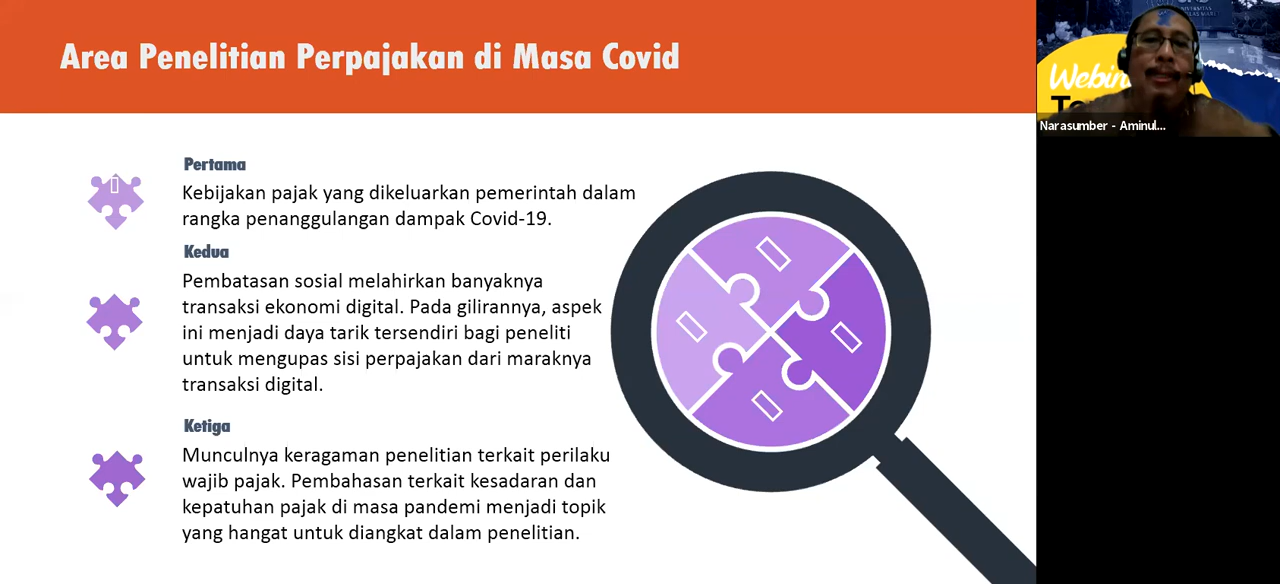 Area Penelitian Perpajakan di Masa Covid
Pertama
Kebijakan pajak yang dikeluarkan pemerintah dalam
rangka penanggulangan dampak Covid-19.
Kedua
Pembatasan sosial melahirkan banyaknya
transaksi ekonomi digital. Pada gilirannya, aspek
ini menjadi daya tarik tersendiri bagi peneliti
untuk mengupas sisi perpajakan dari maraknya
transaksi digital.
Ketiga
Munculnya keragaman penelitian terkait perilaku
wajib pajak. Pembahasan terkait kesadaran dan
kepatuhan pajak di masa pandemi menjadi topik
yang hangat untuk diangkat dalam penelitian.
Narasumber - Aminul...